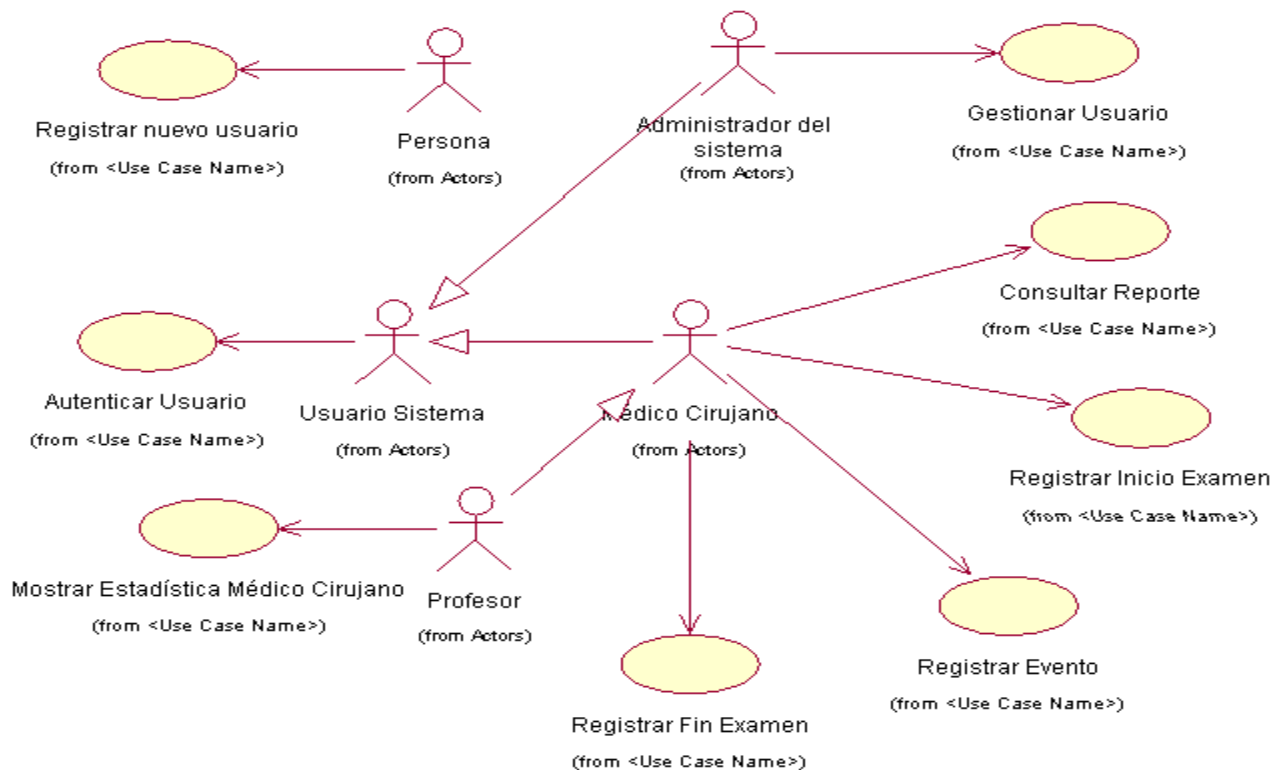 Registrar nuevo usuario
(from <Use Case Name>)
Persona
(from Actors)
Administrador del
sistema
(from Actors)
Gestionar Usuario
(from <Use Case Name>)
Consultar Reporte
(from <Use Case Name>)
Autenticar Usuario
(from <Use Case Name>)
Usuario Sistema
(from Actors)
Médico Cirujano
(from Actors)
Registrar Inicio Examen
(from <Use Case Name>)
Mostrar Estadística Médico Cirujano
(from <Use Case Name>)
Profesor
(from Actors)
Registrar Evento
(from <Use Case Name>)
Registrar Fin Examen
(from <Use Case Name>)